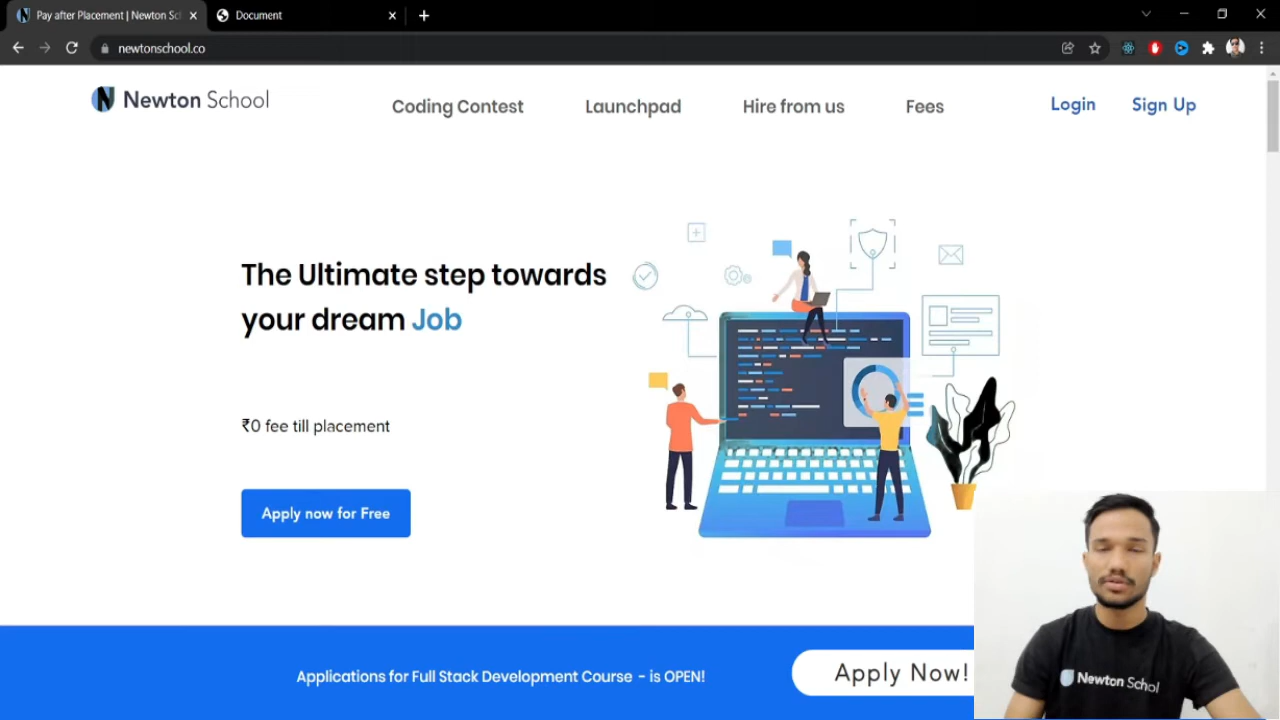 Pay after Placement | Newton Sc
Document
newtonschool.co
Newton School
Coding Contest
Launchpad
Hire from us
Fees
Login
Sign Up
The Ultimate step towards
your dream Job
₹0 fee till placement
Apply now for Free
Applications for Full Stack Development Course - is OPEN!
Apply Now!
Newton School